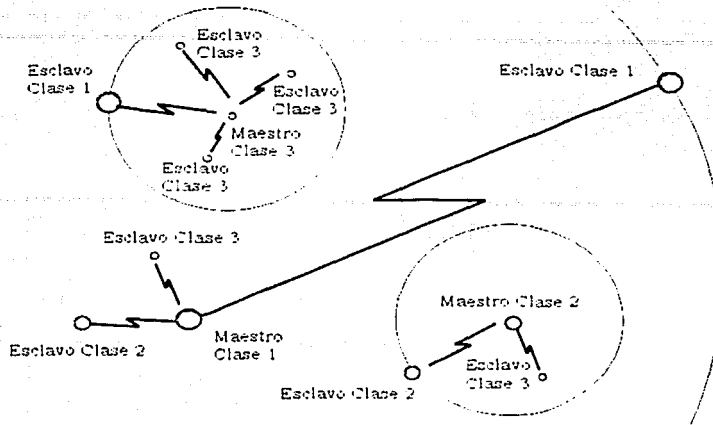 Esclavo
Clase 3
Esclavo
Clase 1
Esclavo
Clase 3
Maestro
Clase 3
Esclavo
Clase 3
Esclavo Clase 1
Esclavo Clase 3
Esclavo Clase 2
Maestro
Clase 1
Maestro Clase 2
Esclavo
Clase 3
Esclavo Clase 2